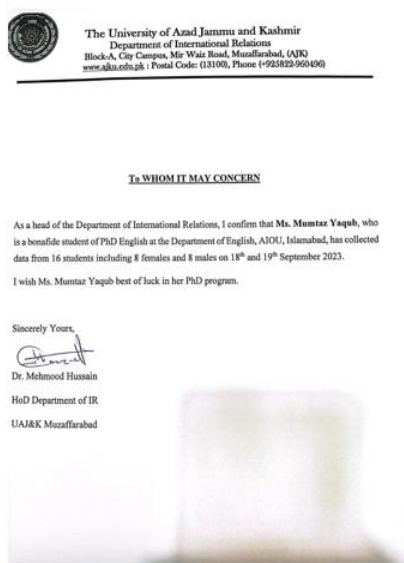 The University of Azad Jammu and Kashmir
Department of International Relations
Block-A, City Campus, Mir Waiz Road, Muzaffarabad, (AJK)
www.ajku.edu.pk : Postal Code: (13100), Phone (+925822-960496)
To WHOM IT MAY CONCERN
As a head of the Department of International Relations, I confirm that Ms. Mumtaz Yaqub, who
is a bonafide student of PhD English at the Department of English, AIOU, Islamabad, has collected
data from 16 students including 8 females and 8 males on 18th and 19th September 2023.
I wish Ms. Mumtaz Yaqub best of luck in her PhD program.
Sincerely Yours,
Dr. Mehmood Hussain
HoD Department of IR
UAJ&K Muzaffarabad